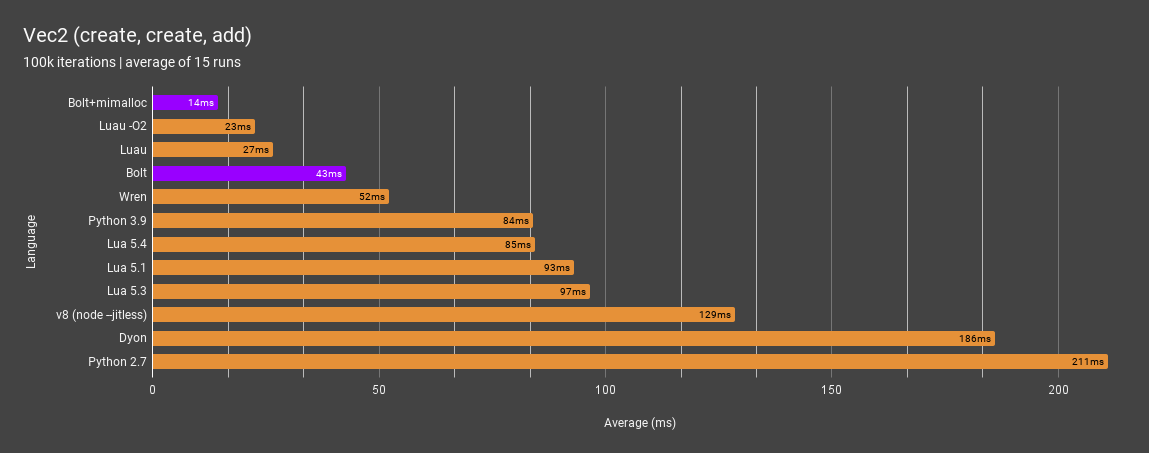 Vec2 (create, create, add)
100k iterations | average of 15 runs
Language
Bolt+mimalloc 14ms
Luau -O2 23ms
Luau 27ms
Bolt 43ms
Wren 52ms
Python 3.9 84ms
Lua 5.4 85ms
Lua 5.1 93ms
Lua 5.3 97ms
v8 (node –jitless) 129ms
Dyon 186ms
Python 2.7 211ms
0 50 100 150 200
Average (ms)